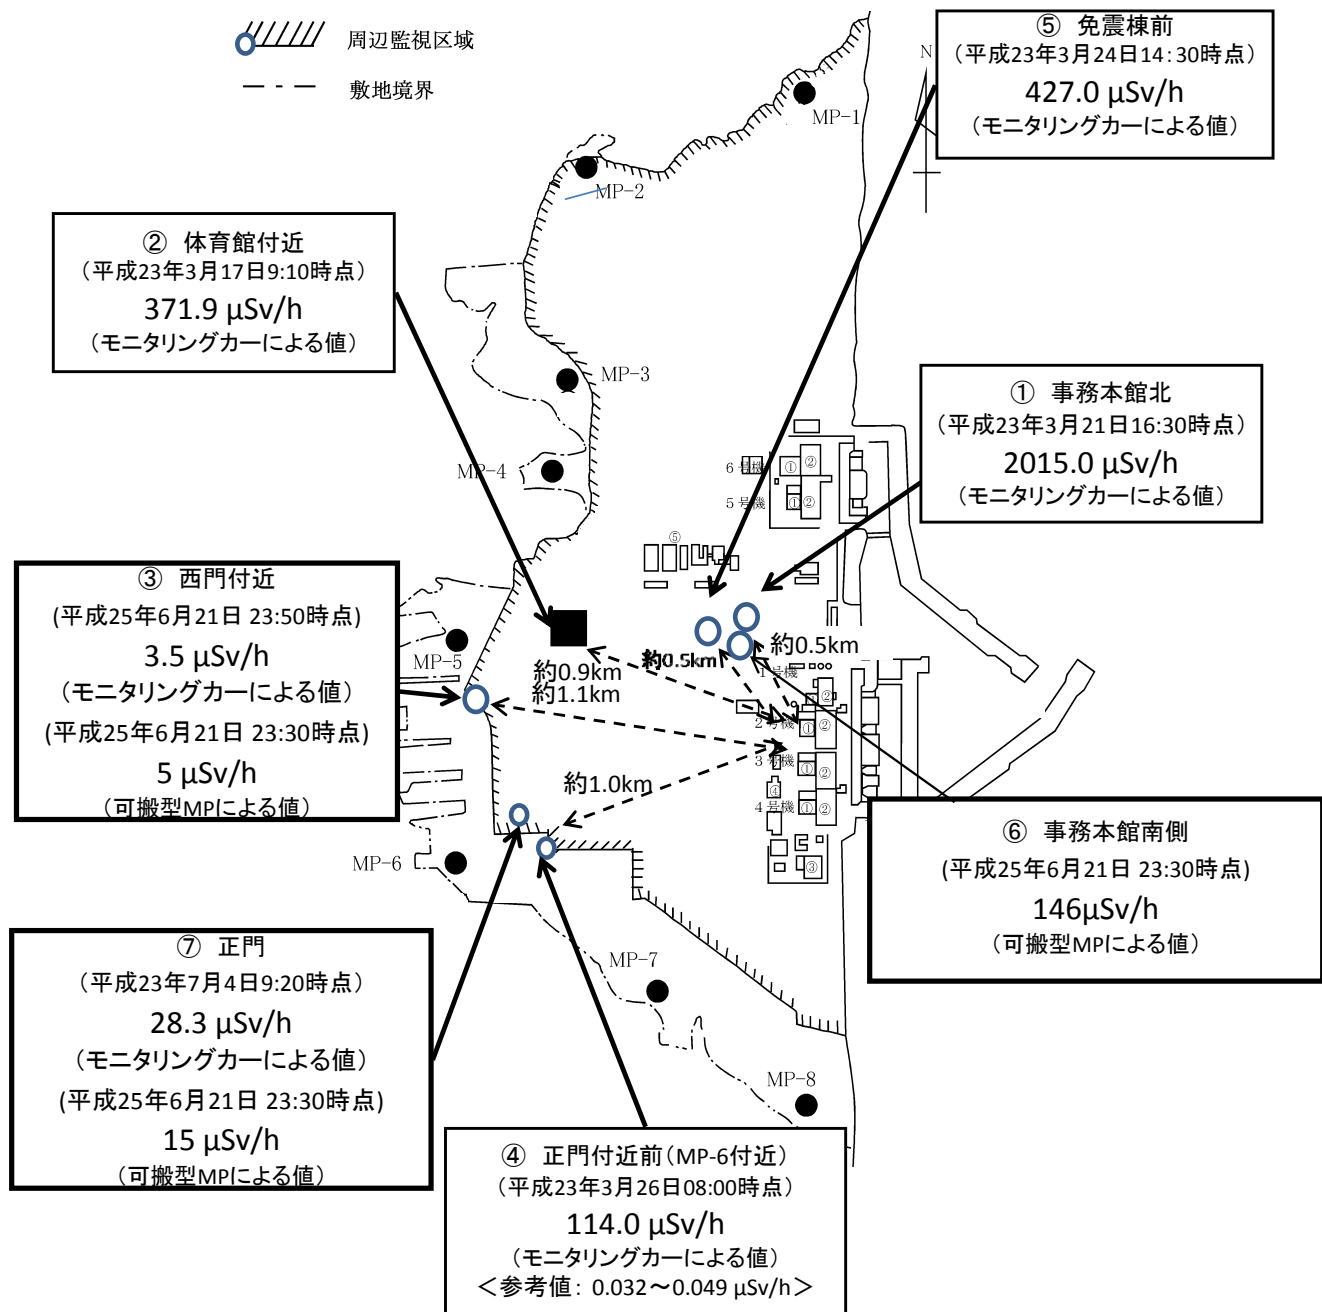 周辺監視区域
敷地境界
⑤ 免震棟前
（平成23年3月24日14:30時点）
427.0 μSv/h
（モニタリングカーによる値）
N
MP-1
MP-2
② 体育館付近
（平成23年3月17日9:10時点）
371.9 μSv/h
（モニタリングカーによる値）
MP-3
① 事務本館北
（平成23年3月21日16:30時点）
2015.0 μSv/h
（モニタリングカーによる値）
MP-4
6号機
①
②
5号機
①
②
⑤
③ 西門付近
(平成25年6月21日 23:50時点)
3.5 μSv/h
（モニタリングカーによる値）
(平成25年6月21日 23:30時点)
5 μSv/h
（可搬型MPによる値）
MP-5
約0.9km
約1.1km
約0.5km
約0.5km
1号機
②
2号機
①
②
3号機
①
②
④
4号機
①
②
③
約1.0km
MP-6
⑥ 事務本館南側
(平成25年6月21日 23:30時点)
146μSv/h
（可搬型MPによる値）
⑦ 正門
（平成23年7月4日9:20時点）
28.3 μSv/h
（モニタリングカーによる値）
(平成25年6月21日 23:30時点)
15 μSv/h
（可搬型MPによる値）
MP-7
MP-8
④ 正門付近前（MP-6付近）
（平成23年3月26日08:00時点）
114.0 μSv/h
（モニタリングカーによる値）
＜参考値：0.032～0.049 μSv/h＞